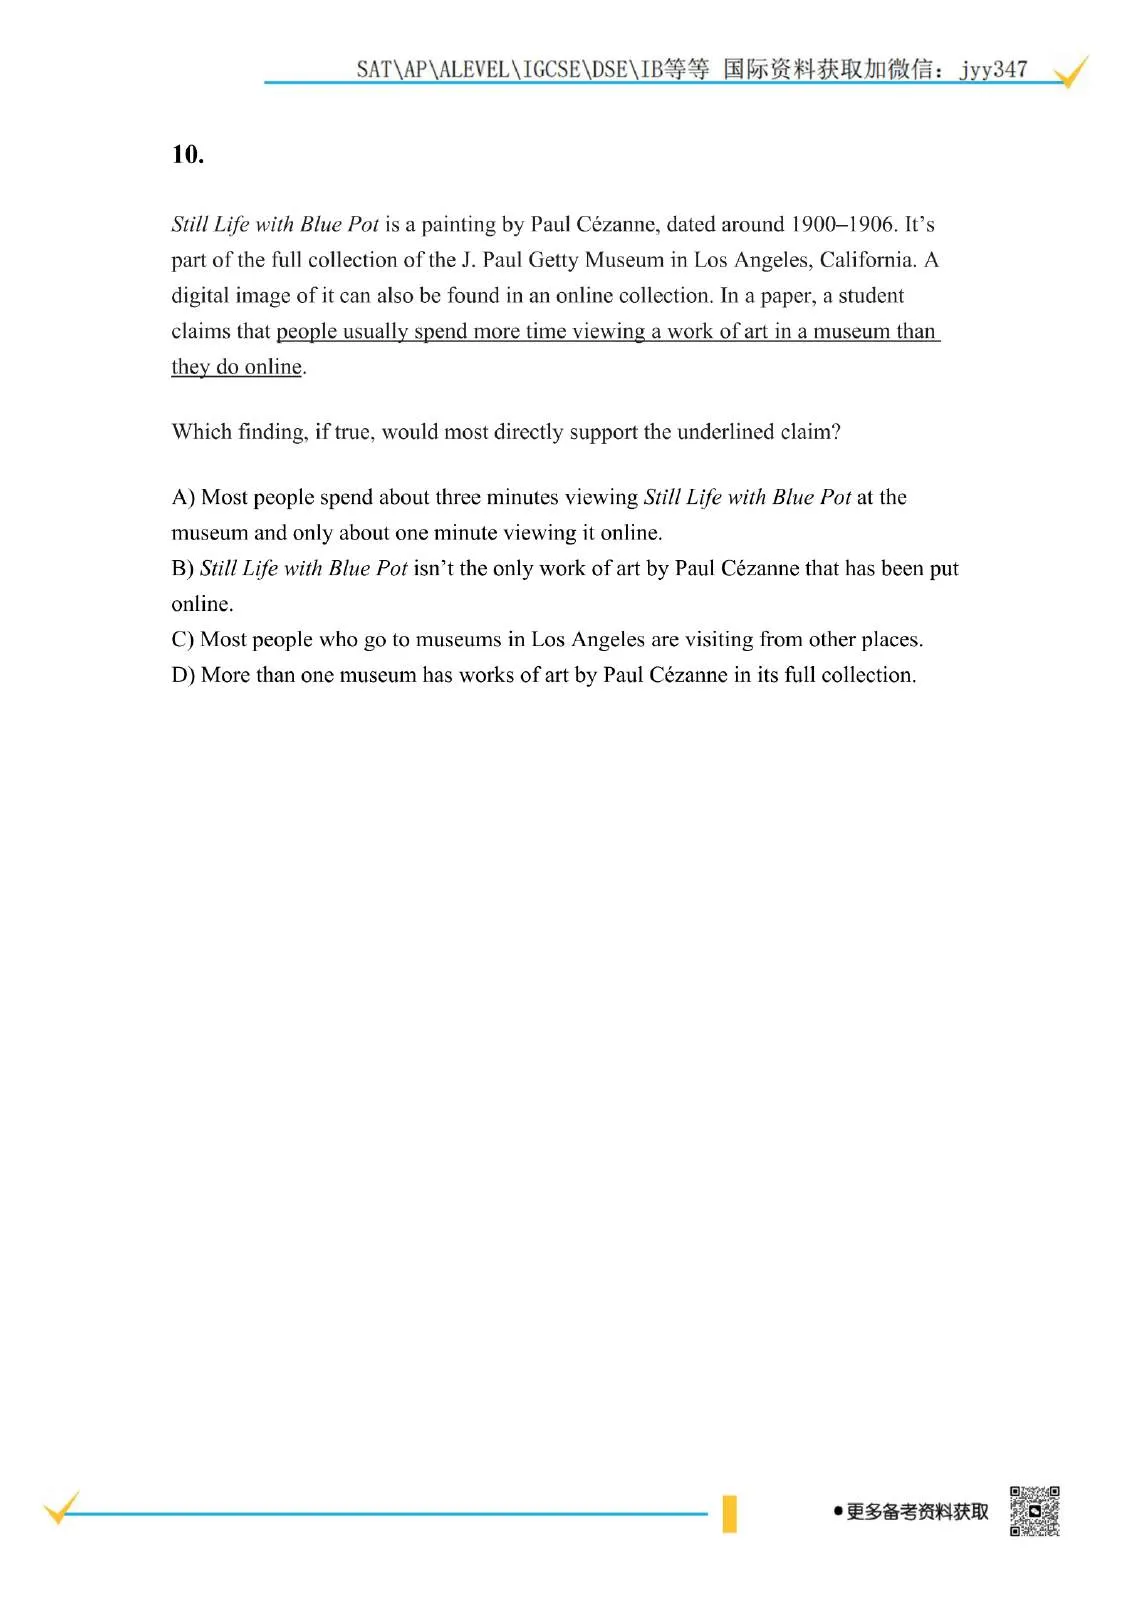 SAT\AP\ALEVEL\IGCSE\DSE\IB等等 国际资料获取加微信：jyy347
10.
Still Life with Blue Pot is a painting by Paul Cézanne, dated around 1900–1906. It’s
part of the full collection of the J. Paul Getty Museum in Los Angeles, California. A
digital image of it can also be found in an online collection. In a paper, a student
claims that people usually spend more time viewing a work of art in a museum than
they do online.
Which finding, if true, would most directly support the underlined claim?
A) Most people spend about three minutes viewing Still Life with Blue Pot at the
museum and only about one minute viewing it online.
B) Still Life with Blue Pot isn’t the only work of art by Paul Cézanne that has been put
online.
C) Most people who go to museums in Los Angeles are visiting from other places.
D) More than one museum has works of art by Paul Cézanne in its full collection.
●更多备考资料获取